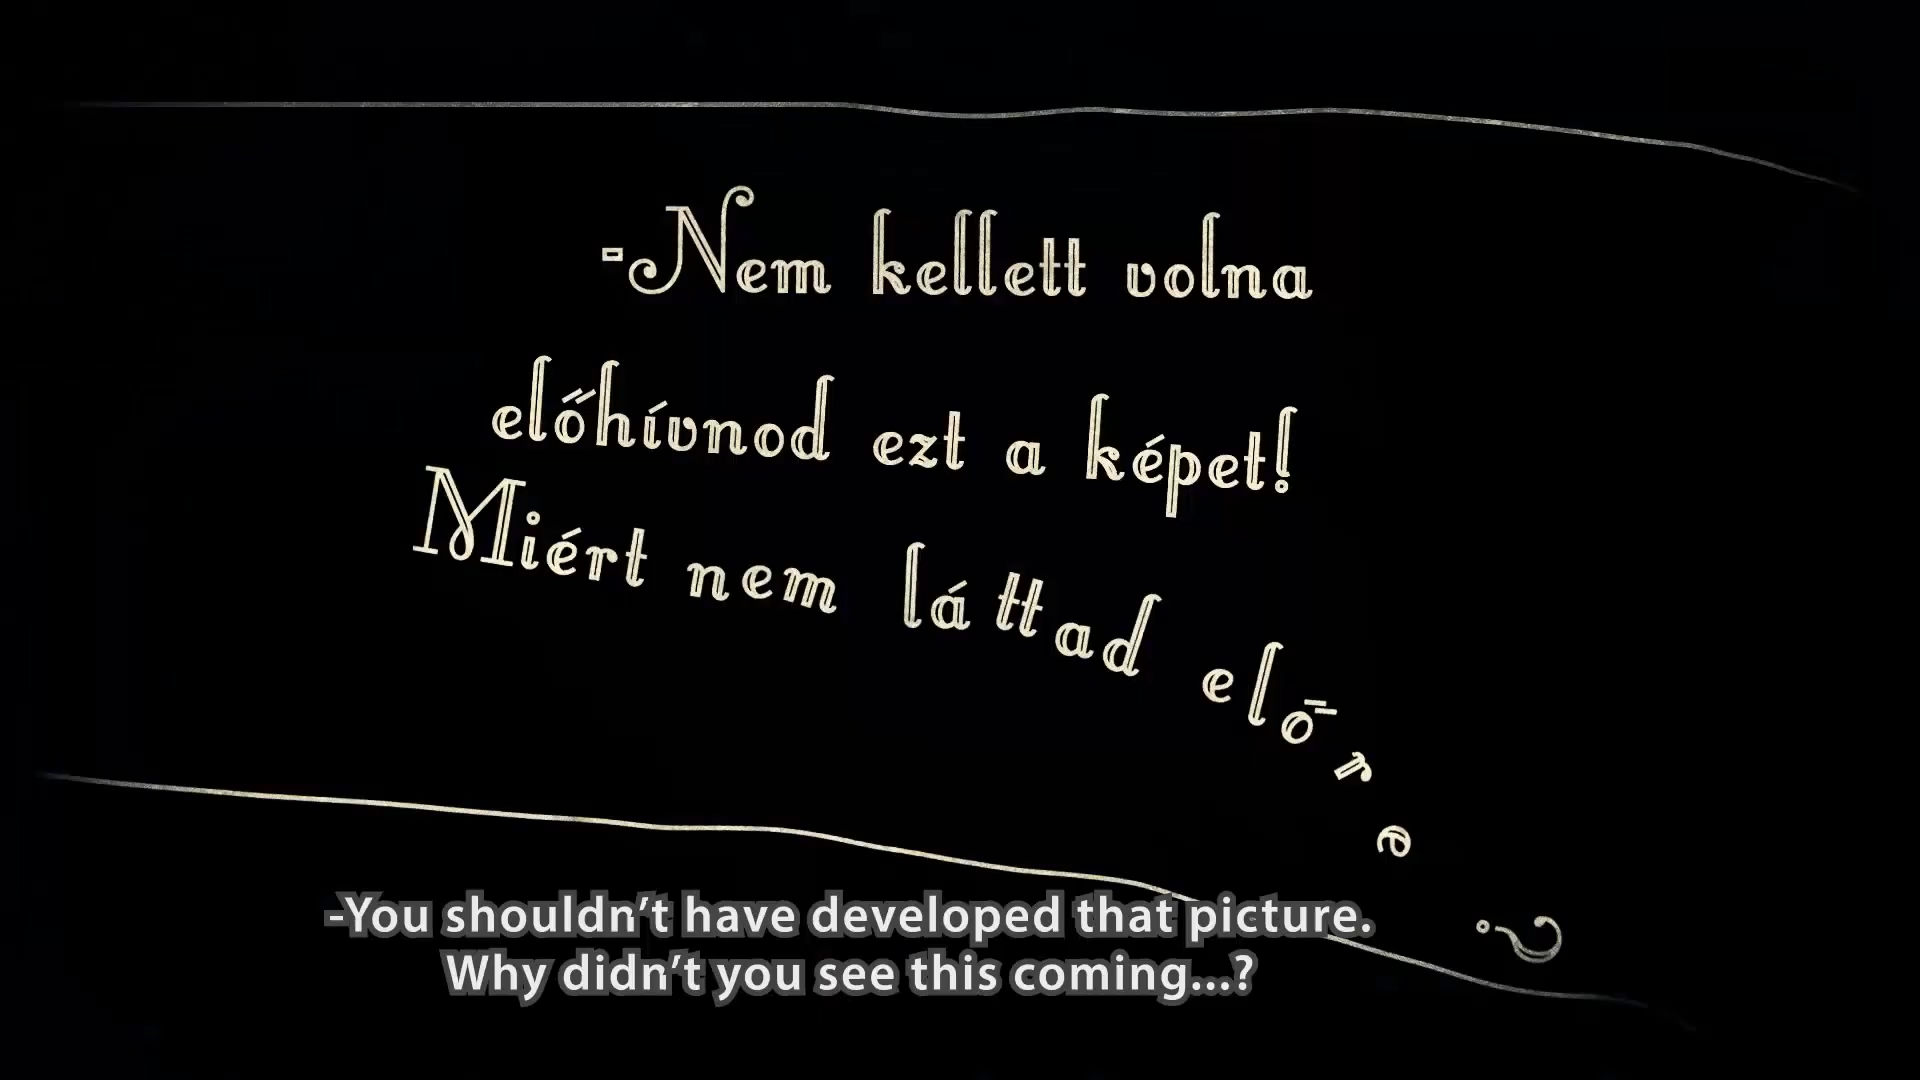 -Nem kellett volna
előhívnod ezt a képet!
Miért nem láttad előre?
-You shouldn’t have developed that picture.
Why didn’t you see this coming...?